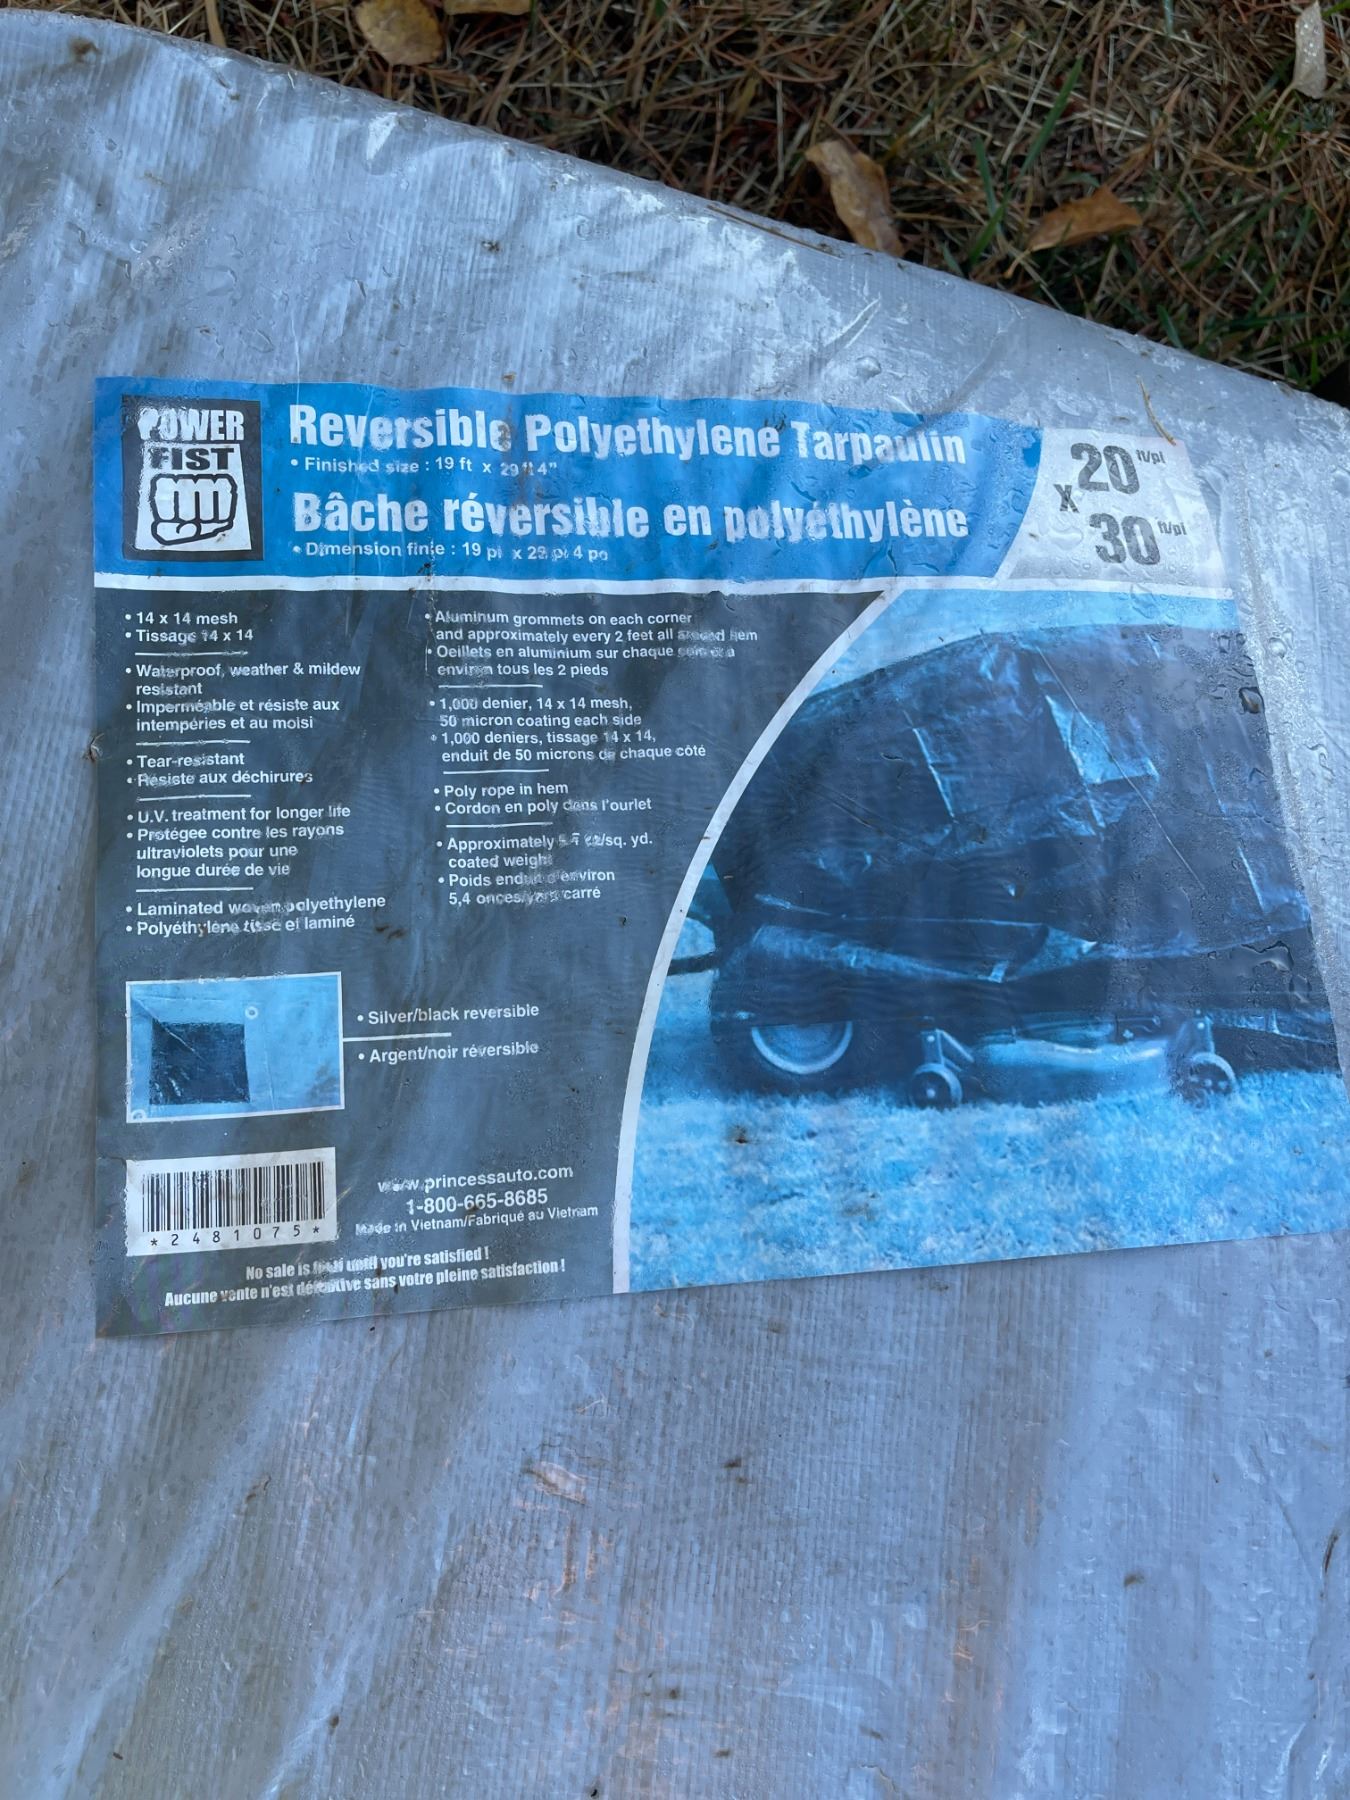 POWER
FIST
Reversible Polyethylene Tarpaulin
• Finished size : 19 ft x 29 ft 4"
Bâche réversible en polyéthylène
• Dimension finie : 19 pi x 29 pi 4 po
20 ft/pi
x
30 ft/pi
• 14 x 14 mesh
• Tissage 14 x 14
• Waterproof, weather & mildew
resistant
• Imperméable et résiste aux
intempéries et au moisi
• Tear-resistant
• Résiste aux déchirures
• U.V. treatment for longer life
• Protégée contre les rayons
ultraviolets pour une
longue durée de vie
• Laminated woven polyethylene
• Polyéthylène tissé et laminé
• Aluminum grommets on each corner
and approximately every 2 feet all around hem
• Oeillets en aluminium sur chaque
environ tous les 2 pieds
• 1,000 denier, 14 x 14 mesh,
50 micron coating each side
• 1,000 deniers, tissage 14 x 14,
enduit de 50 microns de chaque côté
• Poly rope in hem
• Cordon en poly dans l'ourlet
• Approximately oz/sq. yd.
coated weight
• Poids enduit d'environ
5,4 onces/yard carré
• Silver/black reversible
• Argent/noir réversible
*2481075*
www.princessauto.com
1-800-665-8685
Made in Vietnam/Fabriqué au Vietnam
No sale is final until you're satisfied !
Aucune vente n'est définitive sans votre pleine satisfaction !